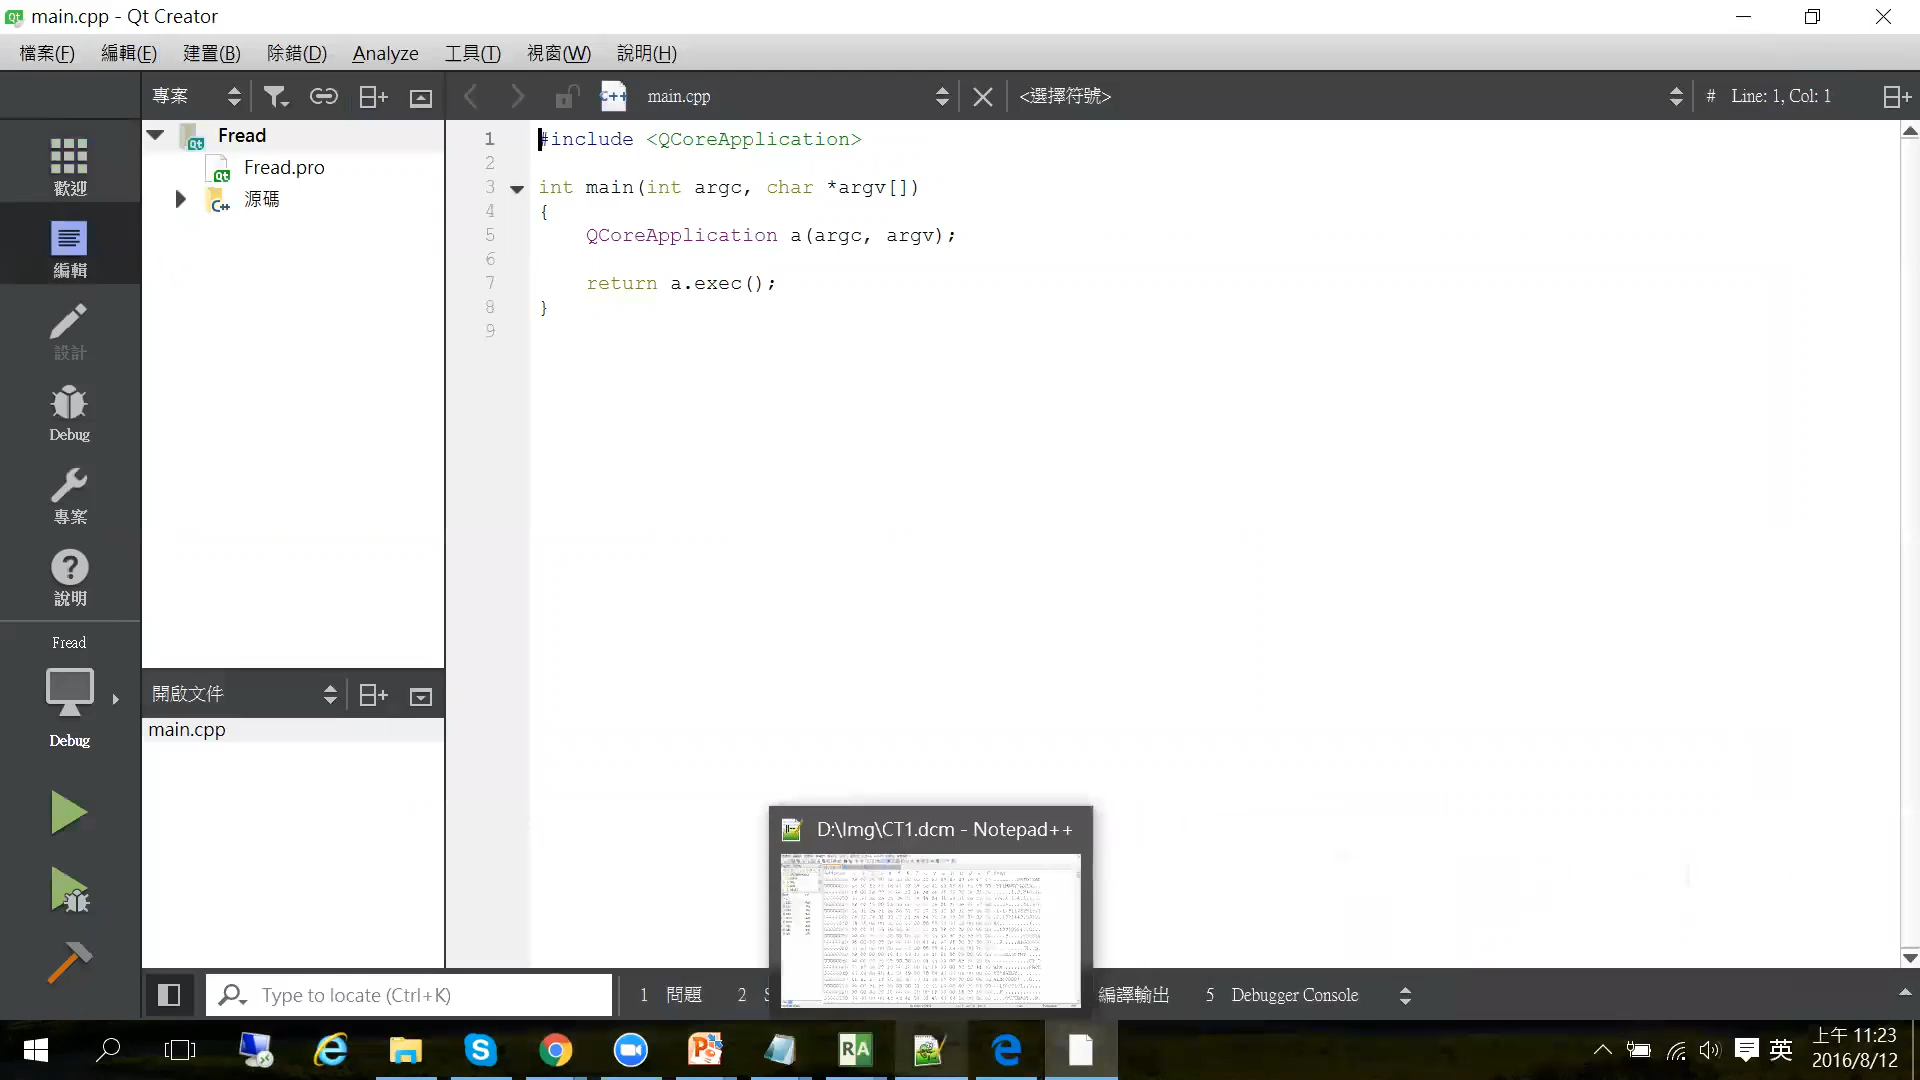 main.cpp - Qt Creator
檔案(F) 編輯(E) 建置(B) 除錯(D) Analyze 工具(T) 視窗(W) 說明(H)
專案
main.cpp
<選擇符號>
# Line: 1, Col: 1
歡迎
編輯
設計
Debug
專案
說明
Fread
Debug
Fread
Fread.pro
源碼
開啟文件
main.cpp
1 #include <QCoreApplication>
2
3 int main(int argc, char *argv[])
4 {
5 QCoreApplication a(argc, argv);
6
7 return a.exec();
8 }
9
D:\Img\CT1.dcm - Notepad++
Type to locate (Ctrl+K)
1 問題 2 S 編譯輸出 5 Debugger Console
英
上午 11:23
2016/8/12